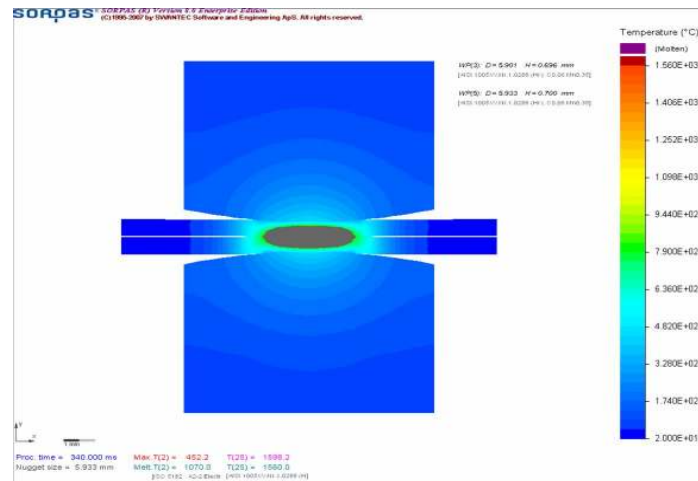 SORPAS® SORPAS (R) Version 8.0 Enterprise Edition
(C)1995-2007 by SWANTEC Software and Engineering ApS. All rights reserved.
Temperature (°C)
(Molten)
1.560E+03
1.406E+03
1.252E+03
1.098E+03
9.440E+02
7.900E+02
6.360E+02
4.820E+02
3.280E+02
1.740E+02
2.000E+01
WP(3): D = 5.901 H = 0.696 mm
WP(5): D = 5.933 H = 0.700 mm
Y
X
Proc. time = 340.000 ms Max.T(2) = 452.2 T(25) = 1598.2
Nugget size = 5.933 mm Melt.T(2) = 1070.0 T(25) = 1560.0